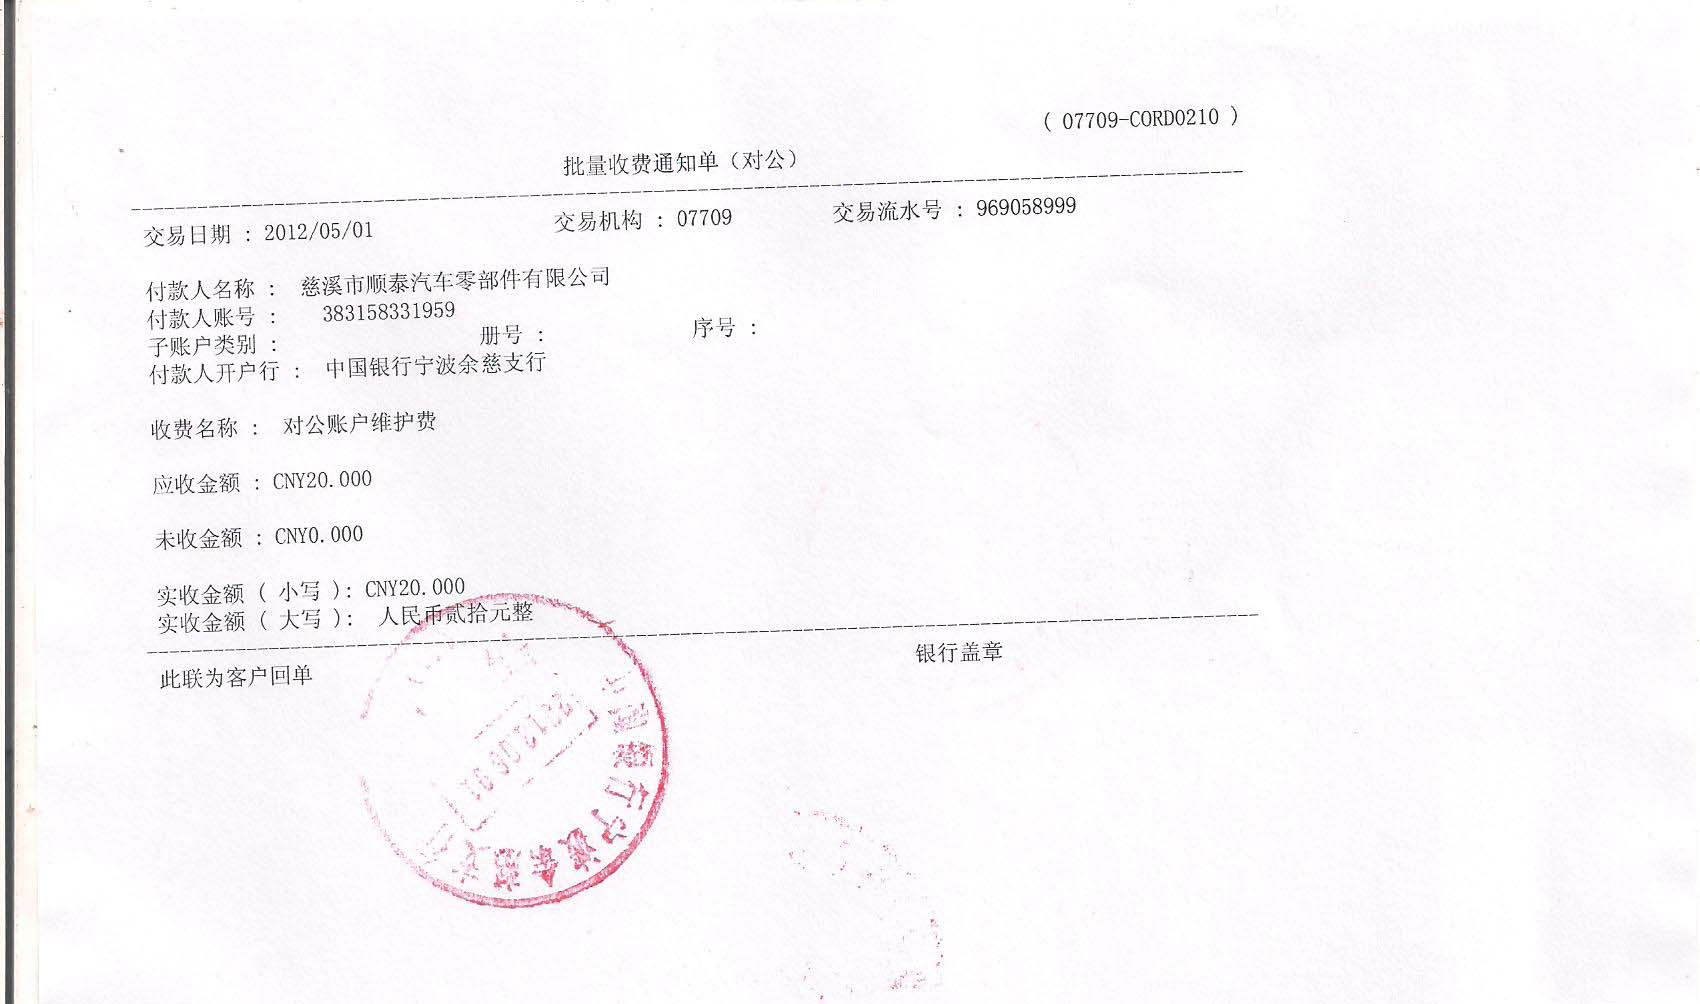 ( 07709-CORD0210 )
批量收费通知单（对公）
交易日期 : 2012/05/01 交易机构 : 07709 交易流水号 : 969058999
付款人名称 : 慈溪市顺泰汽车零部件有限公司
付款人账号 : 383158331959
子账户类别 : 册号 : 序号 :
付款人开户行 : 中国银行宁波余慈支行
收费名称 : 对公账户维护费
应收金额 : CNY20.000
未收金额 : CNY0.000
实收金额 ( 小写 ): CNY20.000
实收金额 ( 大写 ): 人民币贰拾元整
此联为客户回单 银行盖章
中国银行宁波余慈支行